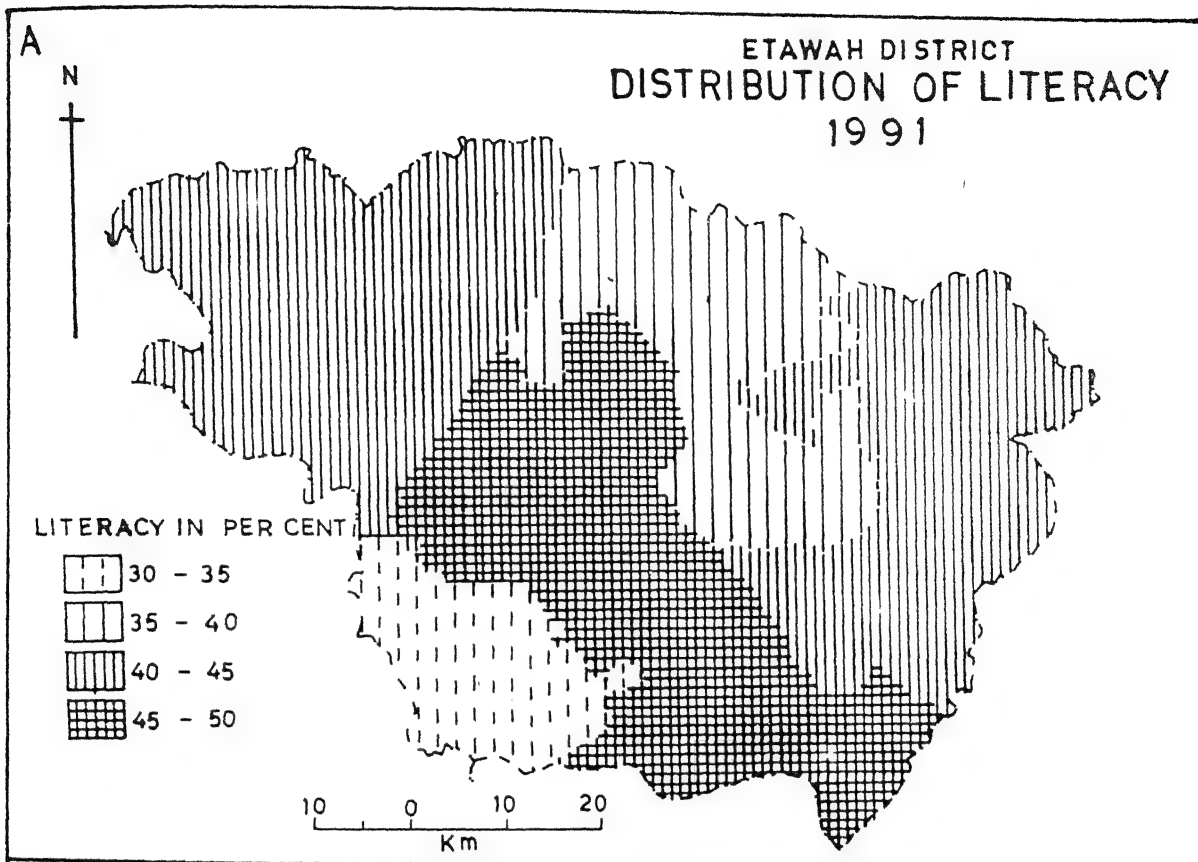 A
N
ETAWAH DISTRICT
DISTRIBUTION OF LITERACY
1991
LITERACY IN PER CENT
30 - 35
35 - 40
40 - 45
45 - 50
10 0 10 20
Km